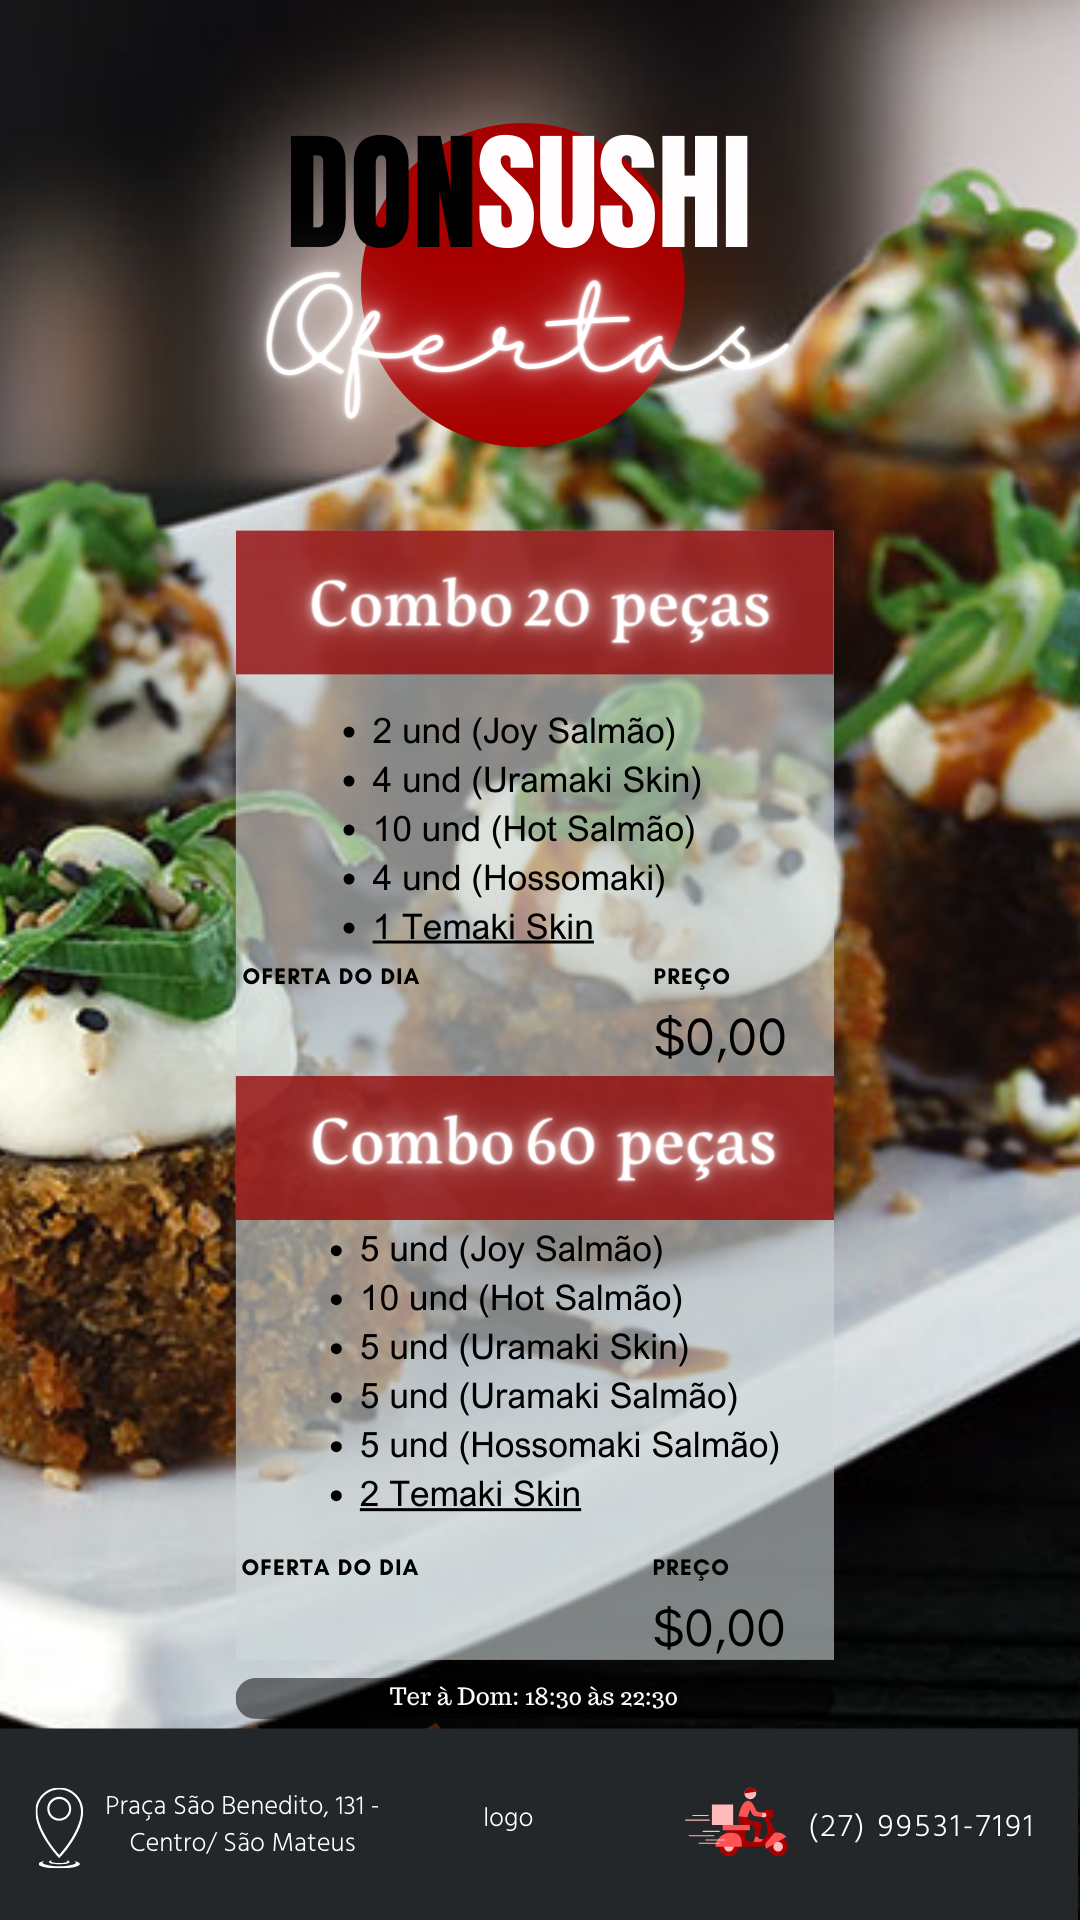 DONSUSHI
Ofertas
Combo 20 peças
2 und (Joy Salmão)
4 und (Uramaki Skin)
10 und (Hot Salmão)
4 und (Hossomaki)
1 Temaki Skin
OFERTA DO DIA
PREÇO
$0,00
Combo 60 peças
5 und (Joy Salmão)
10 und (Hot Salmão)
5 und (Uramaki Skin)
5 und (Uramaki Salmão)
5 und (Hossomaki Salmão)
2 Temaki Skin
OFERTA DO DIA
PREÇO
$0,00
Ter à Dom: 18:30 às 22:30
Praça São Benedito, 131 -
Centro/ São Mateus
logo
(27) 99531-7191